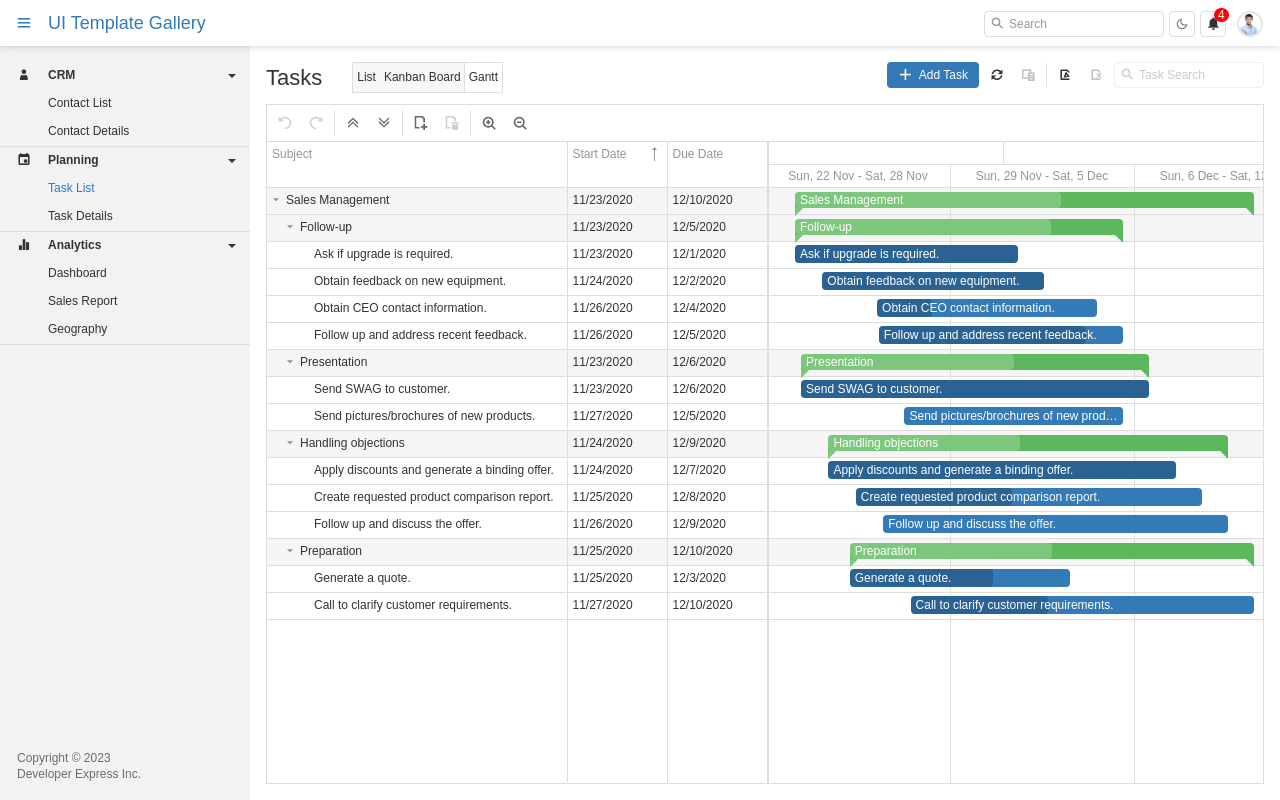 UI Template Gallery
Search
4
CRM
Contact List
Contact Details
Planning
Task List
Task Details
Analytics
Dashboard
Sales Report
Geography
Copyright © 2023
Developer Express Inc.
Tasks
List Kanban Board Gantt
Add Task
Task Search
Subject Start Date Due Date
Sun, 22 Nov - Sat, 28 Nov Sun, 29 Nov - Sat, 5 Dec Sun, 6 Dec - Sat, 12
Sales Management 11/23/2020 12/10/2020 Sales Management
Follow-up 11/23/2020 12/5/2020 Follow-up
Ask if upgrade is required. 11/23/2020 12/1/2020 Ask if upgrade is required.
Obtain feedback on new equipment. 11/24/2020 12/2/2020 Obtain feedback on new equipment.
Obtain CEO contact information. 11/26/2020 12/4/2020 Obtain CEO contact information.
Follow up and address recent feedback. 11/26/2020 12/5/2020 Follow up and address recent feedback.
Presentation 11/23/2020 12/6/2020 Presentation
Send SWAG to customer. 11/23/2020 12/6/2020 Send SWAG to customer.
Send pictures/brochures of new products. 11/27/2020 12/5/2020 Send pictures/brochures of new prod…
Handling objections 11/24/2020 12/9/2020 Handling objections
Apply discounts and generate a binding offer. 11/24/2020 12/7/2020 Apply discounts and generate a binding offer.
Create requested product comparison report. 11/25/2020 12/8/2020 Create requested product comparison report.
Follow up and discuss the offer. 11/26/2020 12/9/2020 Follow up and discuss the offer.
Preparation 11/25/2020 12/10/2020 Preparation
Generate a quote. 11/25/2020 12/3/2020 Generate a quote.
Call to clarify customer requirements. 11/27/2020 12/10/2020 Call to clarify customer requirements.